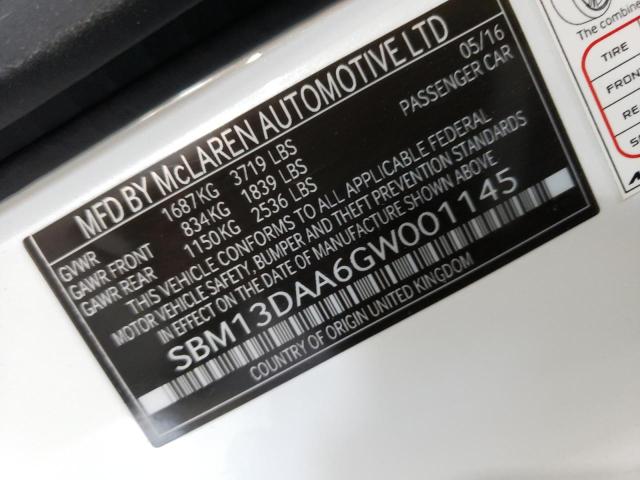 MFD BY McLAREN AUTOMOTIVE LTD
05/16
GVWR 1687KG 3719 LBS PASSENGER CAR
GAWR FRONT 834KG 1839 LBS
GAWR REAR 1150KG 2536 LBS
THIS VEHICLE CONFORMS TO ALL APPLICABLE FEDERAL
MOTOR VEHICLE SAFETY, BUMPER AND THEFT PREVENTION STANDARDS
IN EFFECT ON THE DATE OF MANUFACTURE SHOWN ABOVE
SBM13DAA6GW001145
COUNTRY OF ORIGIN UNITED KINGDOM
The combine
TIRE
FRON
RE